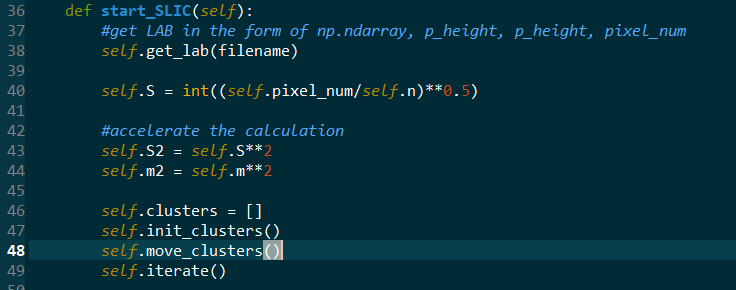 36 def start_SLIC(self):
37 #get LAB in the form of np.ndarray, p_height, p_height, pixel_num
38 self.get_lab(filename)
39
40 self.S = int((self.pixel_num/self.n)**0.5)
41
42 #accelerate the calculation
43 self.S2 = self.S**2
44 self.m2 = self.m**2
45
46 self.clusters = []
47 self.init_clusters()
48 self.move_clusters()
49 self.iterate()